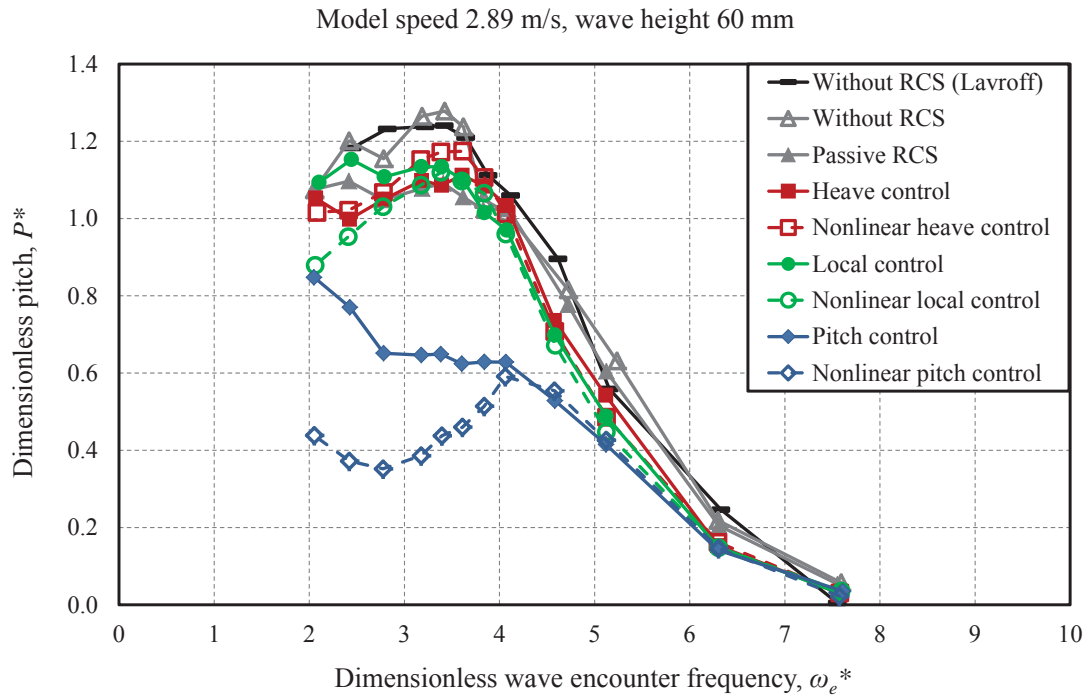 Model speed 2.89 m/s, wave height 60 mm
1.4
1.2
1.0
0.8
0.6
0.4
0.2
0.0
Dimensionless pitch, P*
Without RCS (Lavroff)
Without RCS
Passive RCS
Heave control
Nonlinear heave control
Local control
Nonlinear local control
Pitch control
Nonlinear pitch control
0 1 2 3 4 5 6 7 8 9 10
Dimensionless wave encounter frequency, ωe*